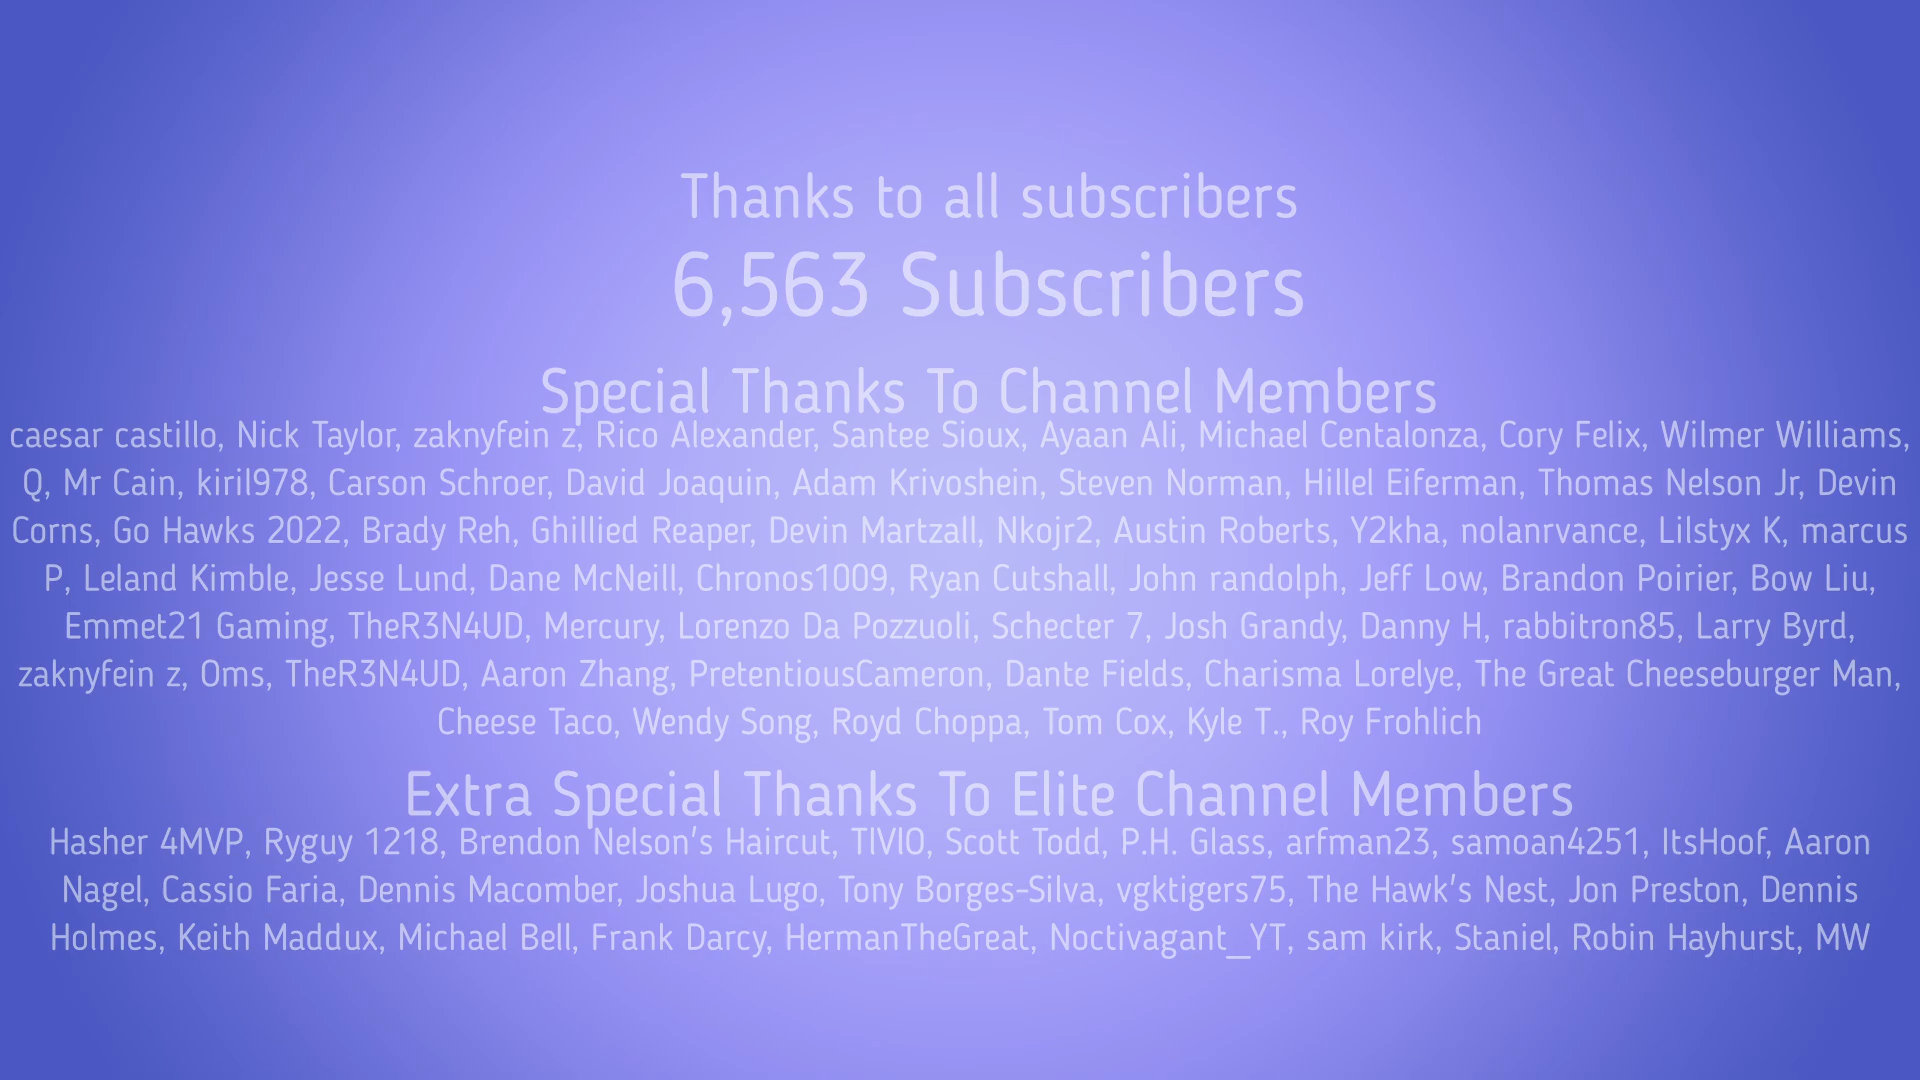 Thanks to all subscribers
6,563 Subscribers
Special Thanks To Channel Members
caesar castillo, Nick Taylor, zaknyfein z, Rico Alexander, Santee Sioux, Ayaan Ali, Michael Centalonza, Cory Felix, Wilmer Williams,
Q, Mr Cain, kiril978, Carson Schroer, David Joaquin, Adam Krivoshein, Steven Norman, Hillel Eiferman, Thomas Nelson Jr, Devin
Corns, Go Hawks 2022, Brady Reh, Ghillied Reaper, Devin Martzall, Nkojr2, Austin Roberts, Y2kha, nolanrvance, Lilstyx K, marcus
P, Leland Kimble, Jesse Lund, Dane McNeill, Chronos1009, Ryan Cutshall, John randolph, Jeff Low, Brandon Poirier, Bow Liu,
Emmet21 Gaming, TheR3N4UD, Mercury, Lorenzo Da Pozzuoli, Schecter 7, Josh Grandy, Danny H, rabbitron85, Larry Byrd,
zaknyfein z, Oms, TheR3N4UD, Aaron Zhang, PretentiousCameron, Dante Fields, Charisma Lorelye, The Great Cheeseburger Man,
Cheese Taco, Wendy Song, Royd Choppa, Tom Cox, Kyle T., Roy Frohlich
Extra Special Thanks To Elite Channel Members
Hasher 4MVP, Ryguy 1218, Brendon Nelson's Haircut, TIVIO, Scott Todd, P.H. Glass, arfman23, samoan4251, ItsHoof, Aaron
Nagel, Cassio Faria, Dennis Macomber, Joshua Lugo, Tony Borges-Silva, vgktigers75, The Hawk's Nest, Jon Preston, Dennis
Holmes, Keith Maddux, Michael Bell, Frank Darcy, HermanTheGreat, Noctivagant_YT, sam kirk, Staniel, Robin Hayhurst, MW